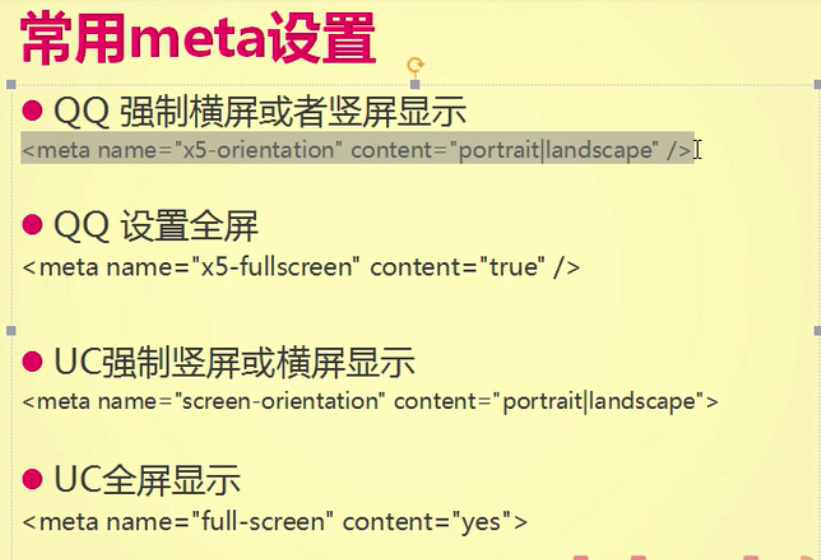 常用meta设置
QQ 强制横屏或者竖屏显示
<meta name="x5-orientation" content="portrait|landscape" />
QQ 设置全屏
<meta name="x5-fullscreen" content="true" />
UC强制竖屏或横屏显示
<meta name="screen-orientation" content="portrait|landscape">
UC全屏显示
<meta name="full-screen" content="yes">